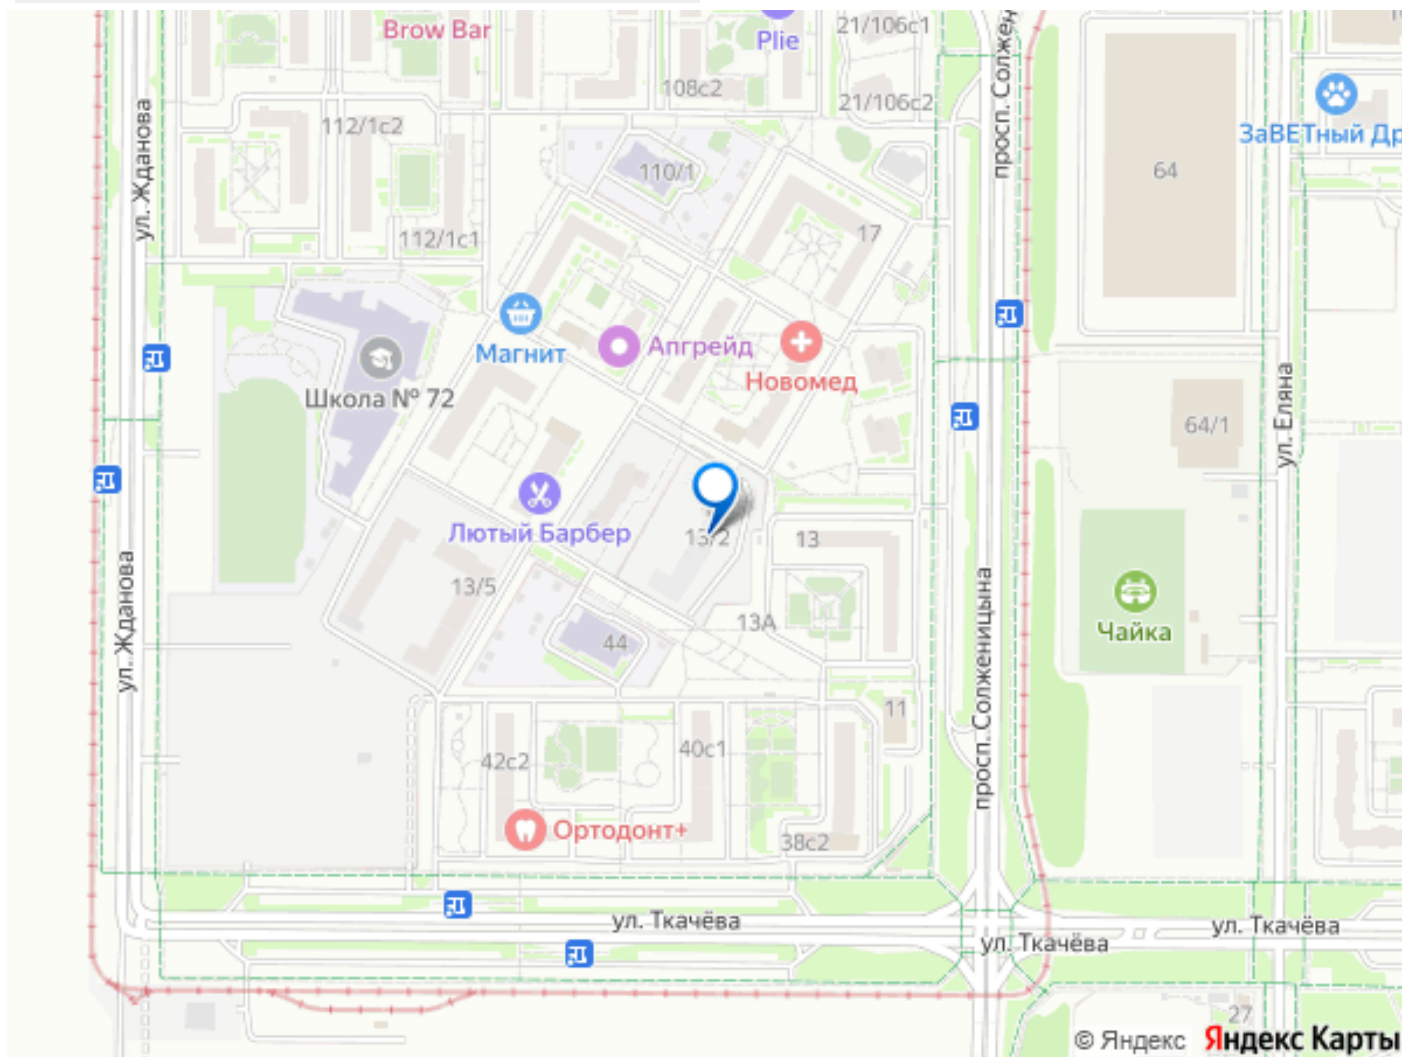 Brow Bar
Plie
21/106с1
просп. Солжен
108с2
21/106с2
ул. Жданова
112/1с2
ЗаВЕТный Др
110/1
64
17
112/1с1
Магнит
Апгрейд
Новомед
Школа № 72
64/1
ул. Еляна
Лютый Барбер
13/2
13
13/5
ул. Жданова
просп. Солженицына
13А
44
Чайка
11
42с2
40с1
Ортодонт+
38с2
ул. Ткачёва
ул. Ткачёва
ул. Ткачёва
27
© Яндекс Яндекс Карты